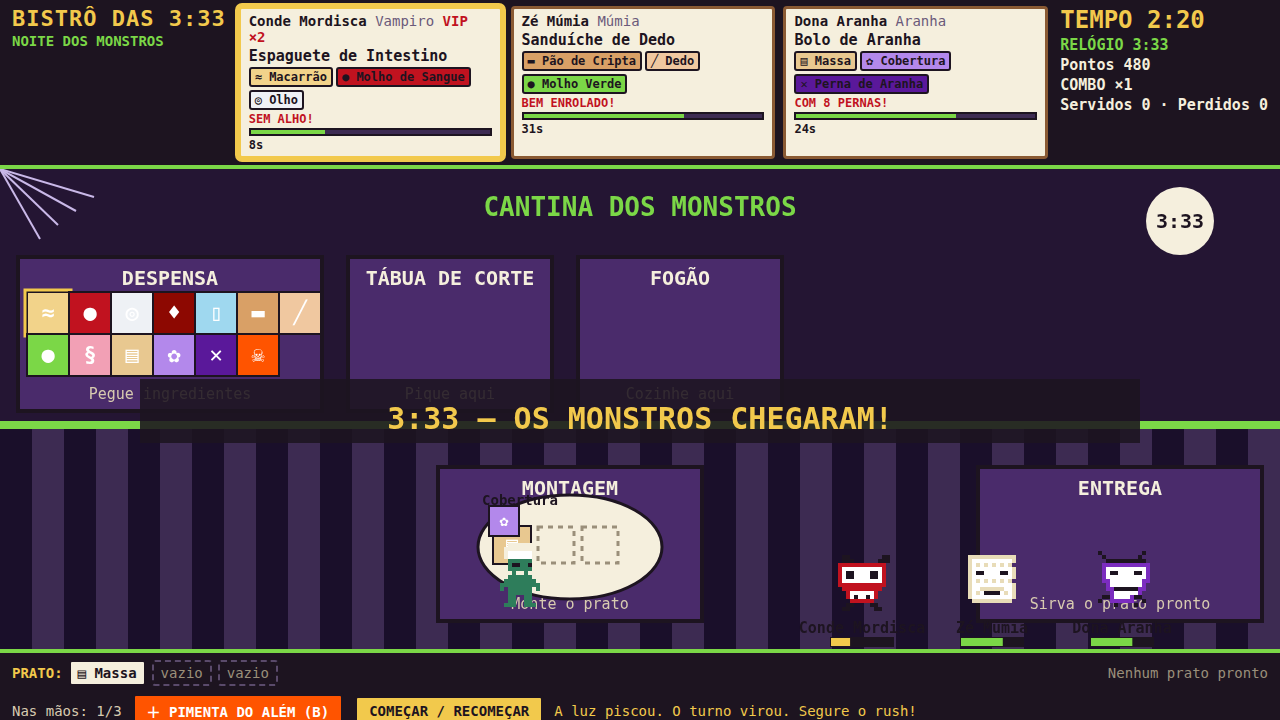 BISTRÔ DAS 3:33
NOITE DOS MONSTROS
Conde Mordisca Vampiro VIP
×2
Espaguete de Intestino
≈ Macarrão ● Molho de Sangue
◎ Olho
SEM ALHO!
8s
Zé Múmia Múmia
Sanduíche de Dedo
▬ Pão de Cripta ╱ Dedo
● Molho Verde
BEM ENROLADO!
31s
Dona Aranha Aranha
Bolo de Aranha
▤ Massa ✿ Cobertura
✕ Perna de Aranha
COM 8 PERNAS!
24s
TEMPO 2:20
RELÓGIO 3:33
Pontos 480
COMBO ×1
Servidos 0 · Perdidos 0
CANTINA DOS MONSTROS
3:33
DESPENSA
TÁBUA DE CORTE
FOGÃO
Pegue ingredientes
Pique aqui
Cozinhe aqui
3:33 — OS MONSTROS CHEGARAM!
MONTAGEM
ENTREGA
Cobertura
Monte o prato
Sirva o prato pronto
Conde Mordisca
Zé Múmia
Dona Aranha
PRATO: ▤ Massa vazio vazio
Nenhum prato pronto
Nas mãos: 1/3
+ PIMENTA DO ALÉM (B)
COMEÇAR / RECOMEÇAR
A luz piscou. O turno virou. Segure o rush!